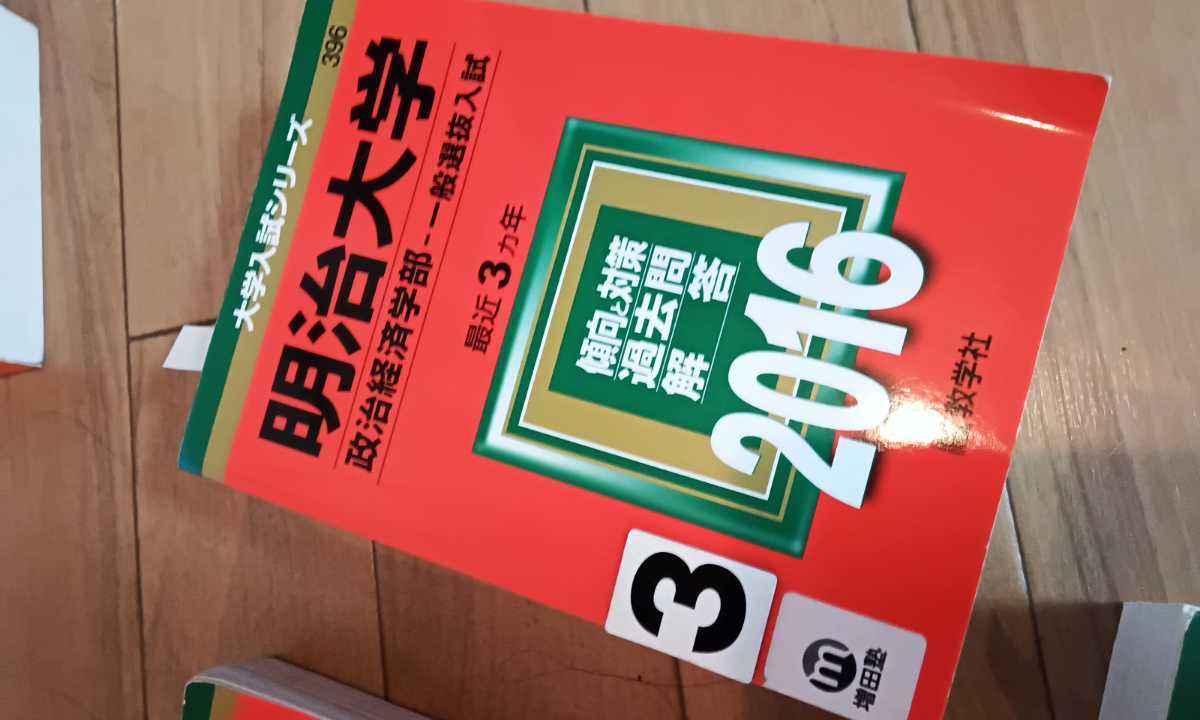 396
大学入試シリーズ
明治大学
政治経済学部-一般選抜入試
最近3カ年
傾向と対策
過去問
解答
2016
教学社
3
m
増田塾